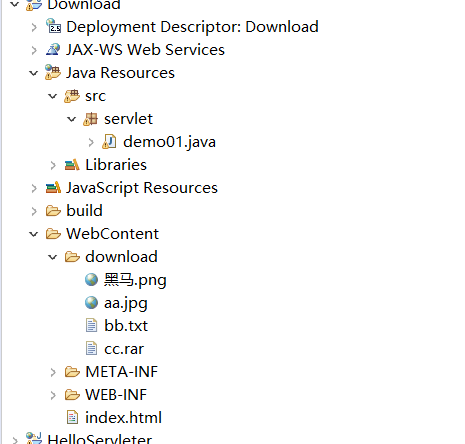 Download
Deployment Descriptor: Download
JAX-WS Web Services
Java Resources
src
servlet
demo01.java
Libraries
JavaScript Resources
build
WebContent
download
黑马.png
aa.jpg
bb.txt
cc.rar
META-INF
WEB-INF
index.html
HelloServleter